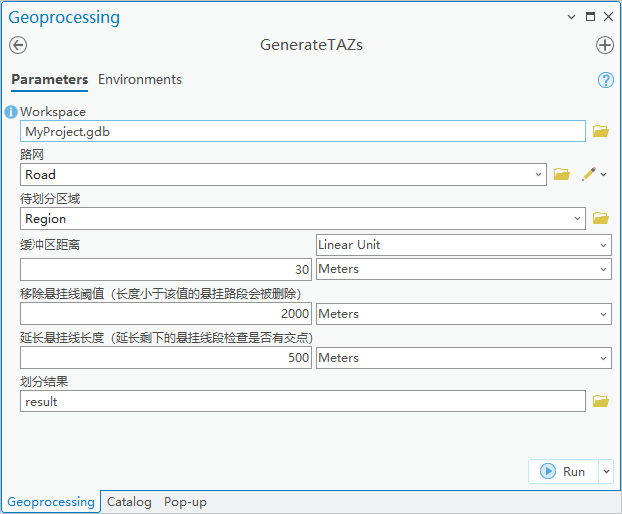 Geoprocessing
GenerateTAZs
Parameters Environments
Workspace
MyProject.gdb
路网
Road
待划分区域
Region
缓冲区距离 Linear Unit
30 Meters
移除悬挂线阈值（长度小于该值的悬挂路段会被删除）
2000 Meters
延长悬挂线长度（延长剩下的悬挂线段检查是否有交点）
500 Meters
划分结果
result
Run
Geoprocessing Catalog Pop-up